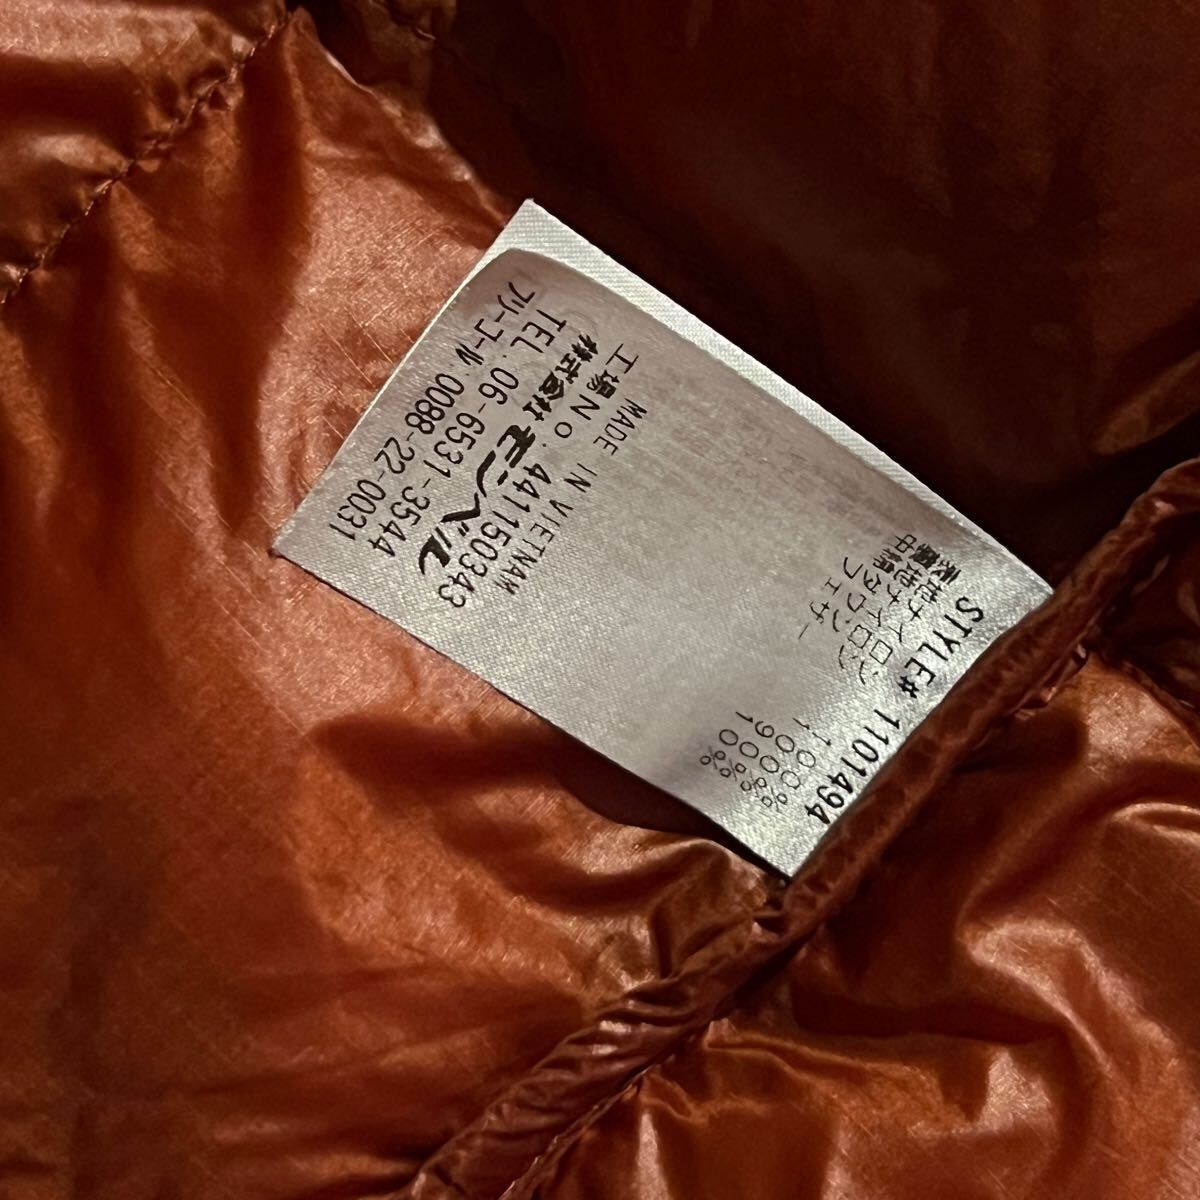 STYLE# 1101494
表地ナイロン 100%
裏地ナイロン 100%
中綿ダウン 90%
フェザー 10%
MADE IN VIETNAM
工場No. 441150343
株式会社モンベル
TEL. 06-6531-3544
フリーコール 0088-22-0031